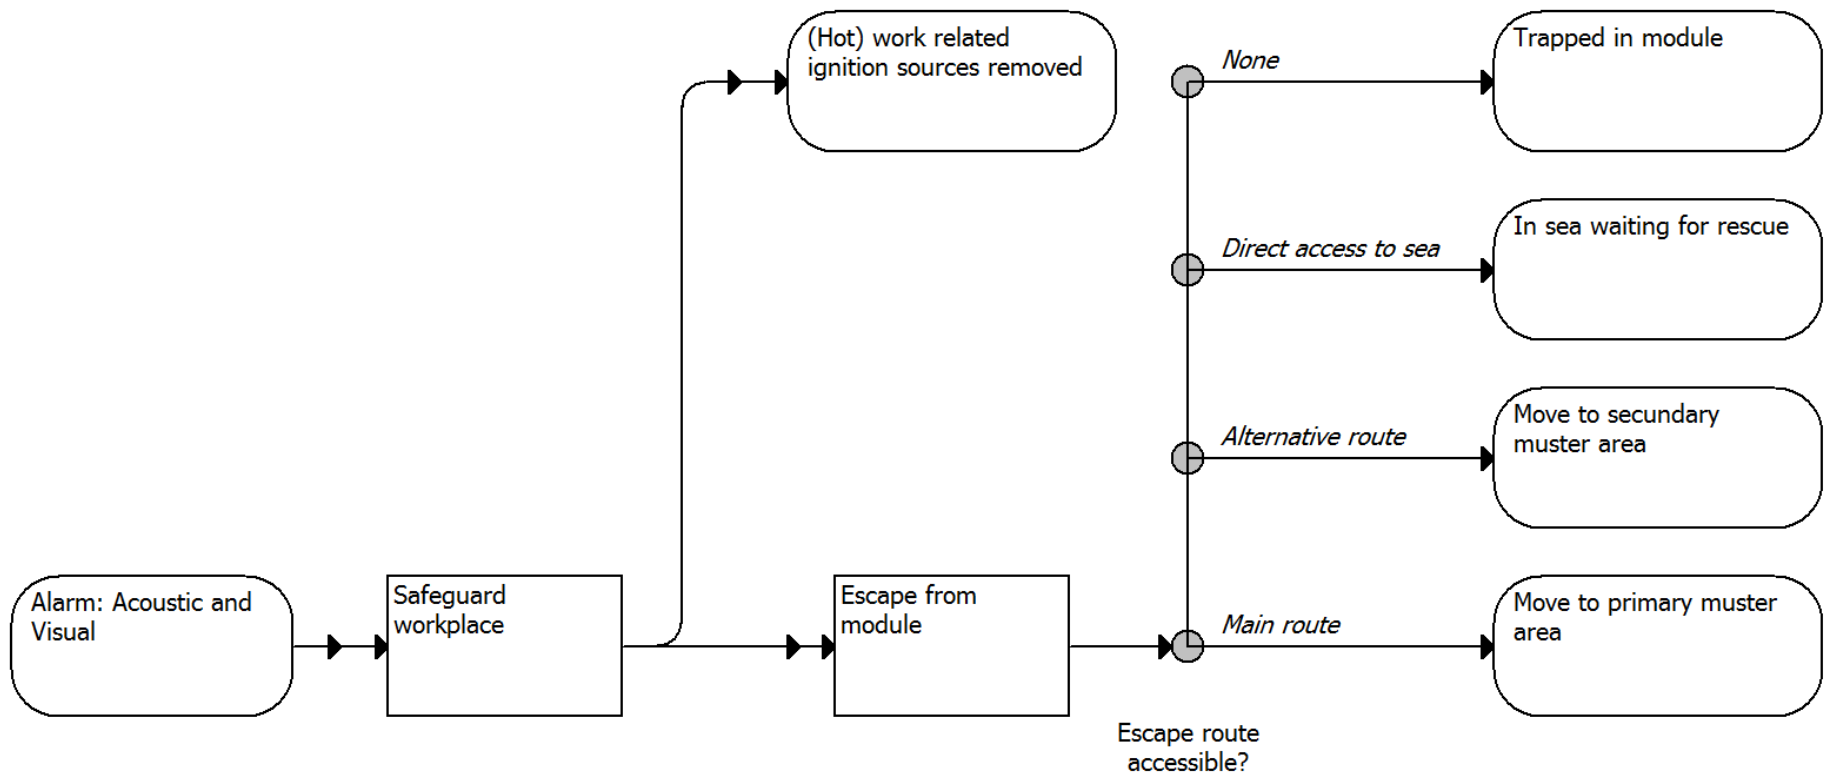 (Hot) work related
ignition sources removed
None
Trapped in module
Direct access to sea
In sea waiting for rescue
Alternative route
Move to secundary
muster area
Alarm: Acoustic and
Visual
Safeguard
workplace
Escape from
module
Main route
Move to primary muster
area
Escape route
accessible?